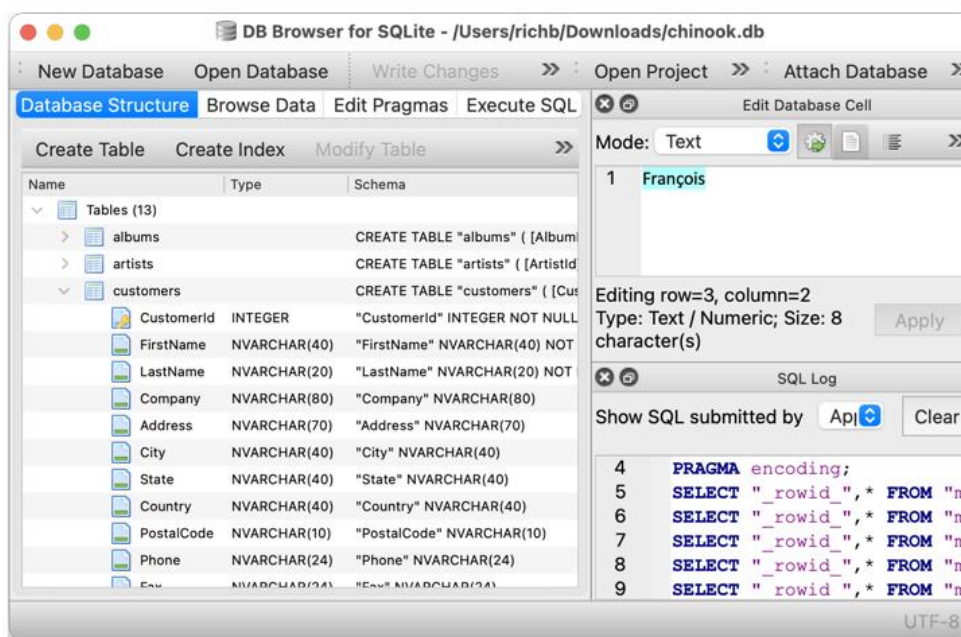 DB Browser for SQLite - /Users/richb/Downloads/chinook.db
New Database Open Database Write Changes » Open Project » Attach Database »
Database Structure Browse Data Edit Pragmas Execute SQL
Create Table Create Index Modify Table »
Name Type Schema
Tables (13)
albums CREATE TABLE "albums" ( [Album
artists CREATE TABLE "artists" ( [ArtistId
customers CREATE TABLE "customers" ( [Cus
CustomerId INTEGER "CustomerId" INTEGER NOT NULL
FirstName NVARCHAR(40) "FirstName" NVARCHAR(40) NOT
LastName NVARCHAR(20) "LastName" NVARCHAR(20) NOT
Company NVARCHAR(80) "Company" NVARCHAR(80)
Address NVARCHAR(70) "Address" NVARCHAR(70)
City NVARCHAR(40) "City" NVARCHAR(40)
State NVARCHAR(40) "State" NVARCHAR(40)
Country NVARCHAR(40) "Country" NVARCHAR(40)
PostalCode NVARCHAR(10) "PostalCode" NVARCHAR(10)
Phone NVARCHAR(24) "Phone" NVARCHAR(24)
Fax NVARCHAR(24) "Fax" NVARCHAR(24)
Edit Database Cell
Mode: Text »
1 François
Editing row=3, column=2
Type: Text / Numeric; Size: 8
character(s)
Apply
SQL Log
Show SQL submitted by Ap Clear
4 PRAGMA encoding;
5 SELECT "_rowid_",* FROM "m
6 SELECT "_rowid_",* FROM "m
7 SELECT "_rowid_",* FROM "m
8 SELECT "_rowid_",* FROM "m
9 SELECT "_rowid_",* FROM "m
UTF-8